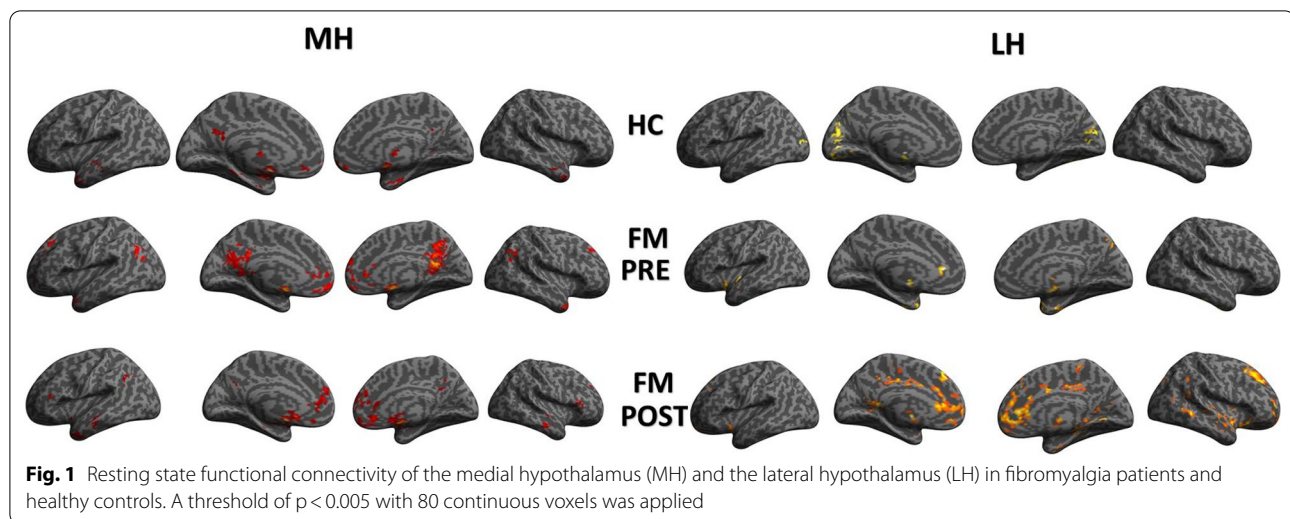 MH
LH
HC
FM
PRE
FM
POST
Fig. 1 Resting state functional connectivity of the medial hypothalamus (MH) and the lateral hypothalamus (LH) in fibromyalgia patients and
healthy controls. A threshold of p < 0.005 with 80 continuous voxels was applied